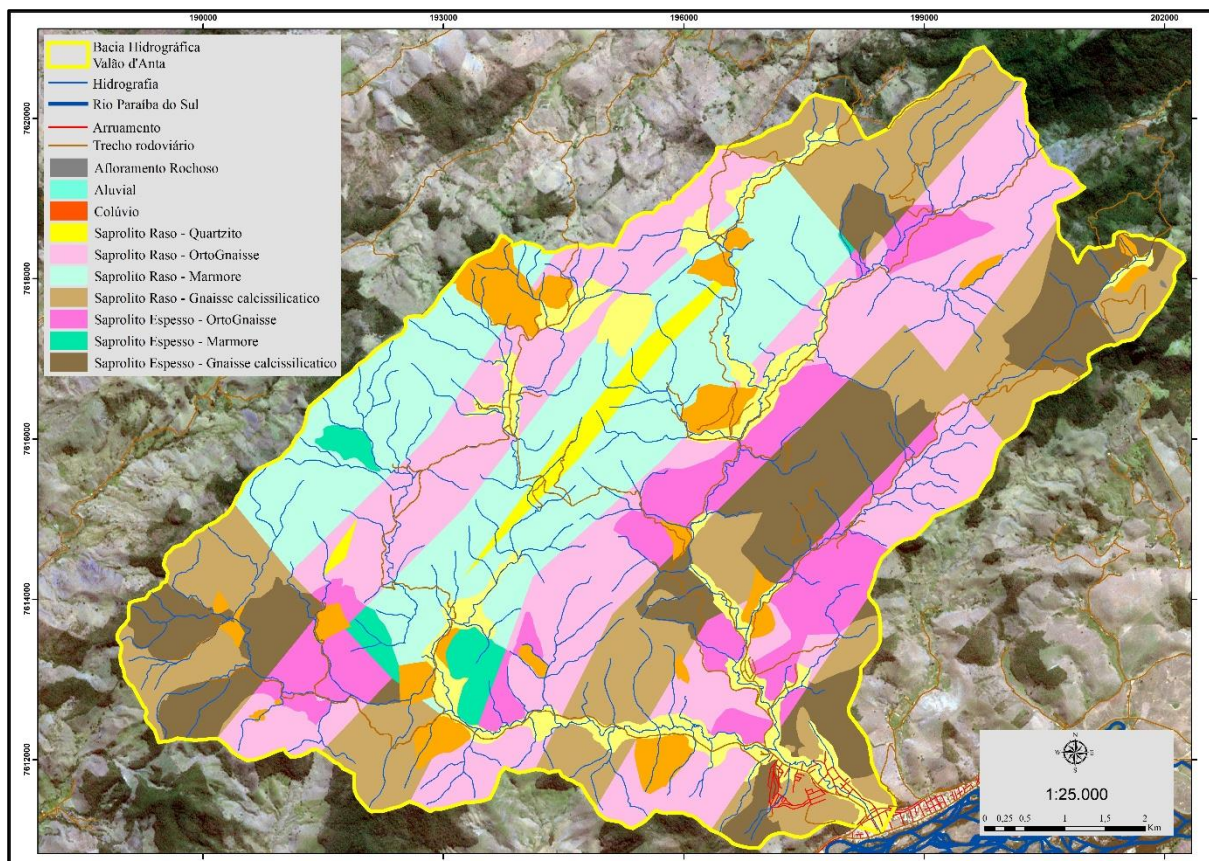 190000 193000 196000 199000 202000
Bacia Hidrográfica
Valão d'Anta
Hidrografia
Rio Paraíba do Sul
Arruamento
Trecho rodoviário
Afloramento Rochoso
Aluvial
Colúvio
Saprolito Raso - Quartzito
Saprolito Raso - OrtoGnaisse
Saprolito Raso - Marmore
Saprolito Raso - Gnaisse calcissilicatico
Saprolito Espesso - OrtoGnaisse
Saprolito Espesso - Marmore
Saprolito Espesso - Gnaisse calcissilicatico
7620000
7618000
7616000
7614000
7612000
N
W E
S
1:25.000
0 0,25 0,5 1 1,5 2
Km